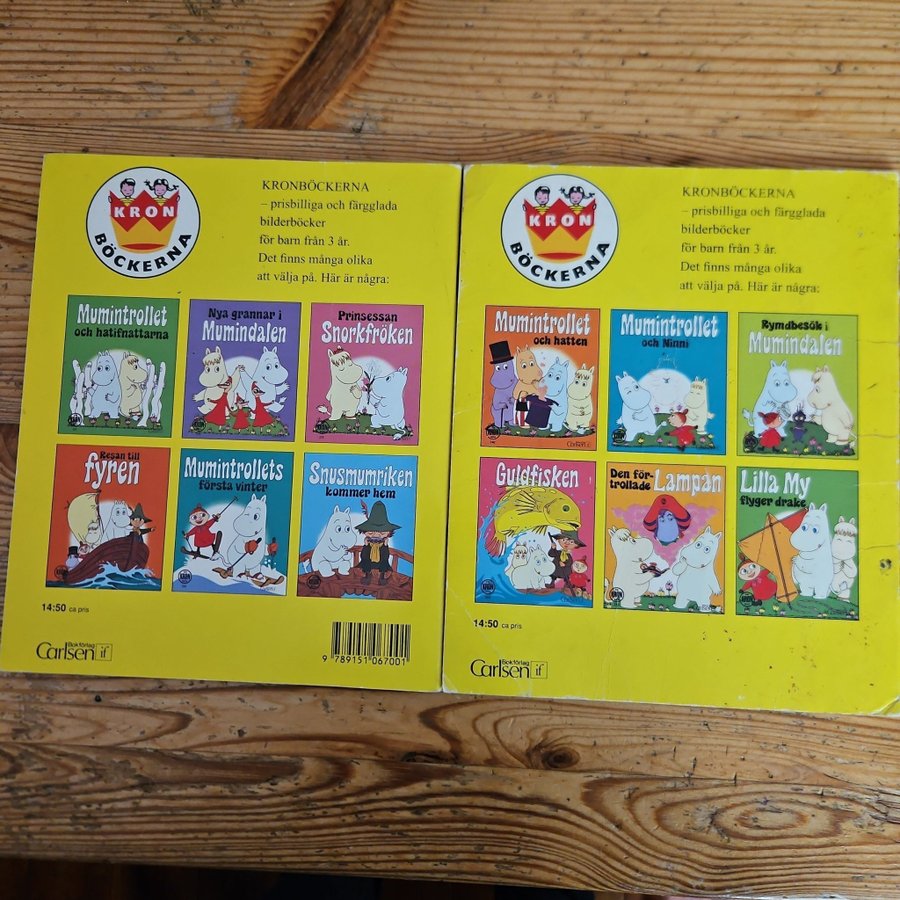 KRON
BÖCKERNA
KRONBÖCKERNA
– prisbilliga och färgglada
bilderböcker
för barn från 3 år.
Det finns många olika
att välja på. Här är några:
Mumintrollet
och hatifnattarna
Nya grannar i
Mumindalen
Prinsessan
Snorkfröken
Resan till
fyren
Mumintrollets
första vinter
Snusmumriken
kommer hem
14:50 ca pris
Bokförlag
Carlsen if
9 789151 067001
KRON
BÖCKERNA
KRONBÖCKERNA
– prisbilliga och färgglada
bilderböcker
för barn från 3 år.
Det finns många olika
att välja på. Här är några:
Mumintrollet
och hatten
Mumintrollet
och Ninni
Rymdbesök i
Mumindalen
Guldfisken
Den för-
trollade Lampan
Lilla My
flyger drake
14:50 ca pris
Bokförlag
Carlsen if